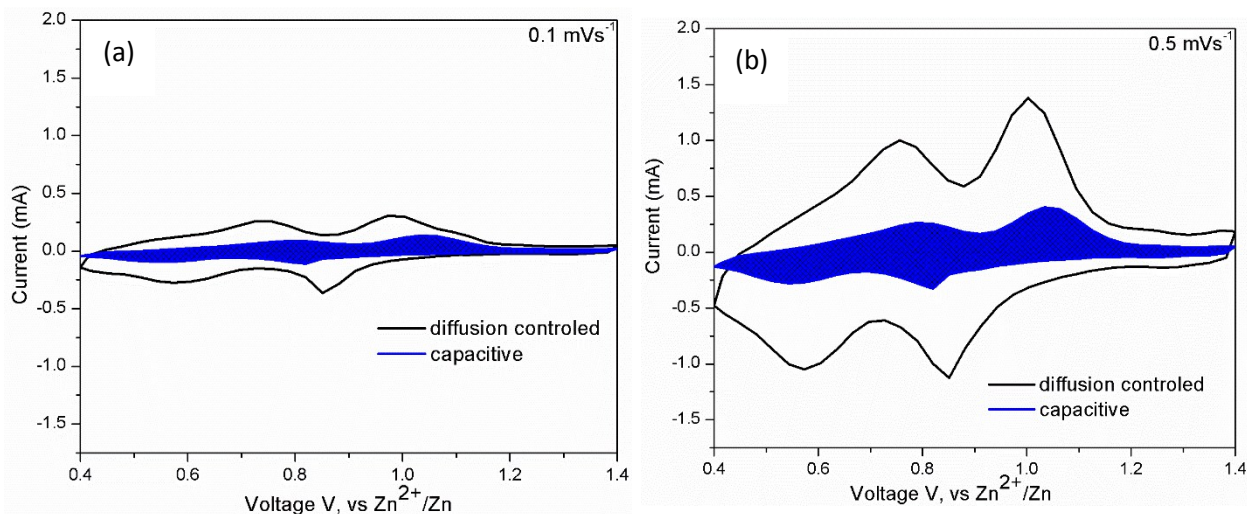 (a)
0.1 mVs⁻¹
2.0
1.5
1.0
0.5
0.0
-0.5
-1.0
-1.5
Current (mA)
diffusion controled
capacitive
0.4 0.6 0.8 1.0 1.2 1.4
Voltage V, vs Zn²⁺/Zn
(b)
0.5 mVs⁻¹
2.0
1.5
1.0
0.5
0.0
-0.5
-1.0
-1.5
Current (mA)
diffusion controled
capacitive
0.4 0.6 0.8 1.0 1.2 1.4
Voltage V, vs Zn²⁺/Zn